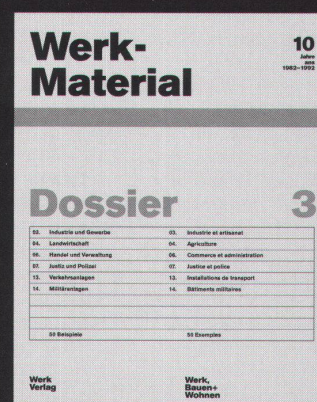 Werk-
Material
10
Jahre
ans
1982–1992
Dossier 3
03. Industrie und Gewerbe 03. Industrie et artisanat
04. Landwirtschaft 04. Agriculture
06. Handel und Verwaltung 06. Commerce et administration
07. Justiz und Polizei 07. Justice et police
13. Verkehrsanlagen 13. Installations de transport
14. Militäranlagen 14. Bâtiments militaires
50 Beispiele 50 Exemples
Werk
Verlag
Werk,
Bauen+
Wohnen